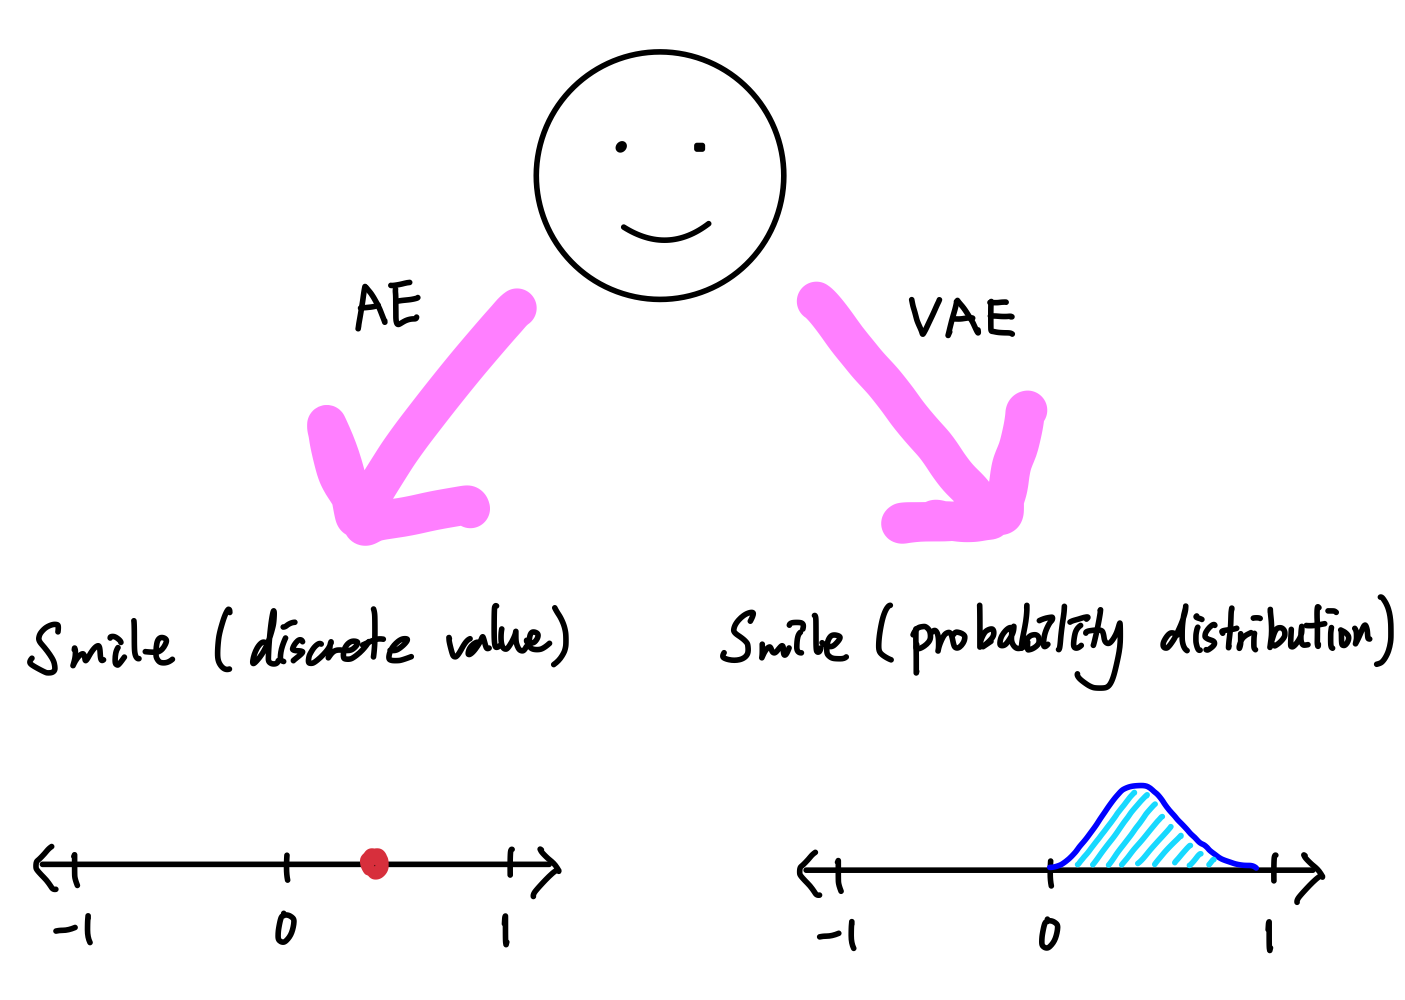 AE
VAE
Smile (discrete value)
Smile (probability distribution)
-1 0 1
-1 0 1